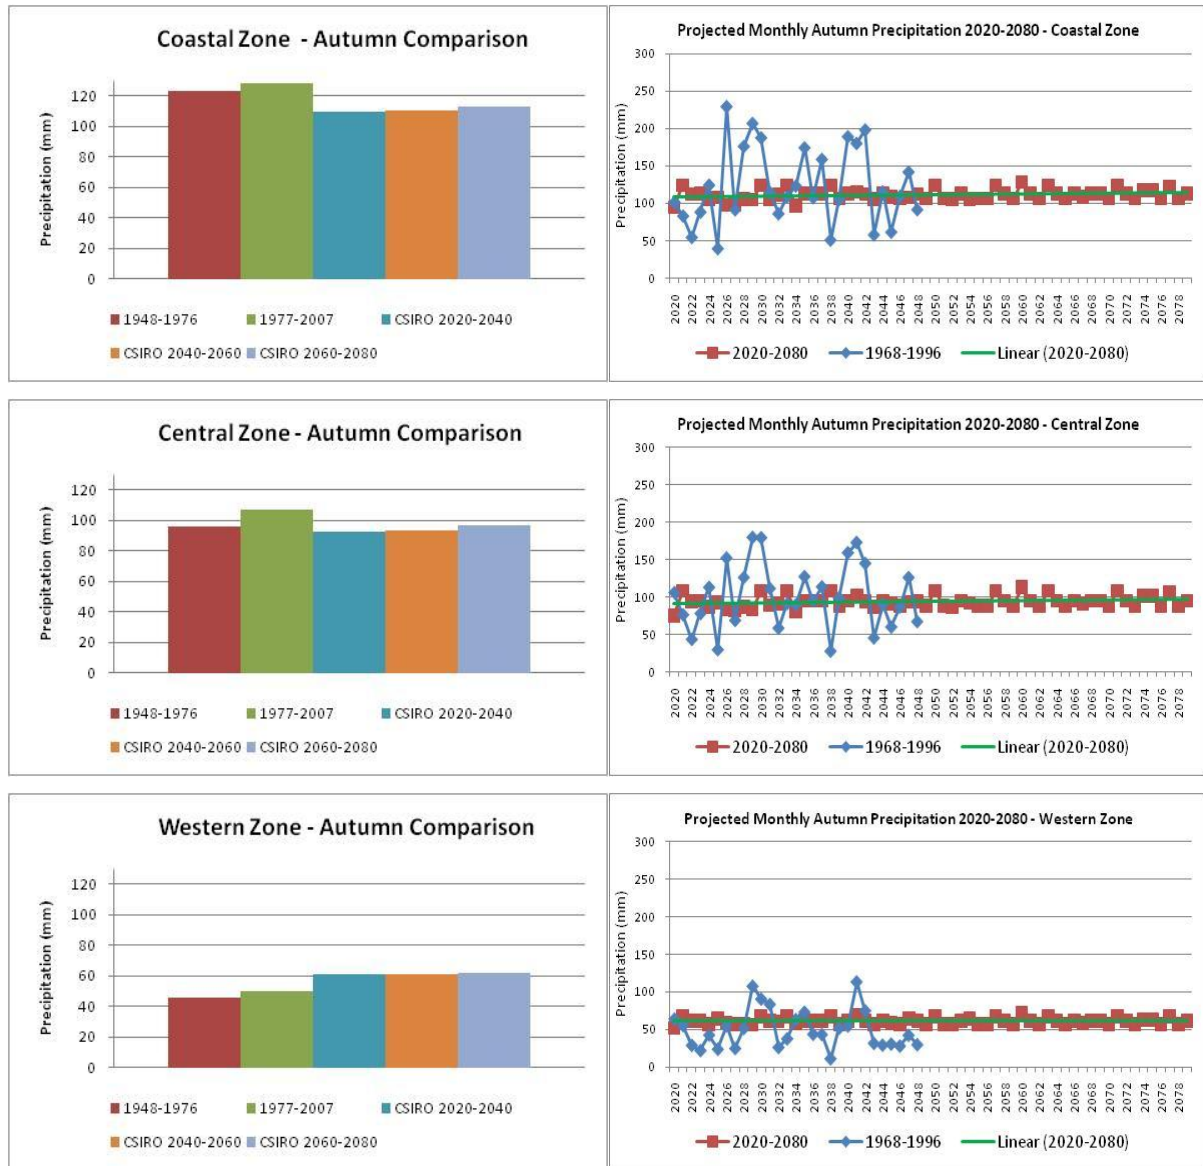 Coastal Zone - Autumn Comparison
Precipitation (mm)
120
100
80
60
40
20
0
1948-1976 1977-2007 CSIRO 2020-2040
CSIRO 2040-2060 CSIRO 2060-2080
Projected Monthly Autumn Precipitation 2020-2080 - Coastal Zone
Precipitation (mm)
300
250
200
150
100
50
0
2020 2022 2024 2026 2028 2030 2032 2034 2036 2038 2040 2042 2044 2046 2048 2050 2052 2054 2056 2058 2060 2062 2064 2066 2068 2070 2072 2074 2076 2078
2020-2080 1968-1996 Linear (2020-2080)
Central Zone - Autumn Comparison
Precipitation (mm)
120
100
80
60
40
20
0
1948-1976 1977-2007 CSIRO 2020-2040
CSIRO 2040-2060 CSIRO 2060-2080
Projected Monthly Autumn Precipitation 2020-2080 - Central Zone
Precipitation (mm)
300
250
200
150
100
50
0
2020 2022 2024 2026 2028 2030 2032 2034 2036 2038 2040 2042 2044 2046 2048 2050 2052 2054 2056 2058 2060 2062 2064 2066 2068 2070 2072 2074 2076 2078
2020-2080 1968-1996 Linear (2020-2080)
Western Zone - Autumn Comparison
Precipitation (mm)
120
100
80
60
40
20
0
1948-1976 1977-2007 CSIRO 2020-2040
CSIRO 2040-2060 CSIRO 2060-2080
Projected Monthly Autumn Precipitation 2020-2080 - Western Zone
Precipitation (mm)
300
250
200
150
100
50
0
2020 2022 2024 2026 2028 2030 2032 2034 2036 2038 2040 2042 2044 2046 2048 2050 2052 2054 2056 2058 2060 2062 2064 2066 2068 2070 2072 2074 2076 2078
2020-2080 1968-1996 Linear (2020-2080)